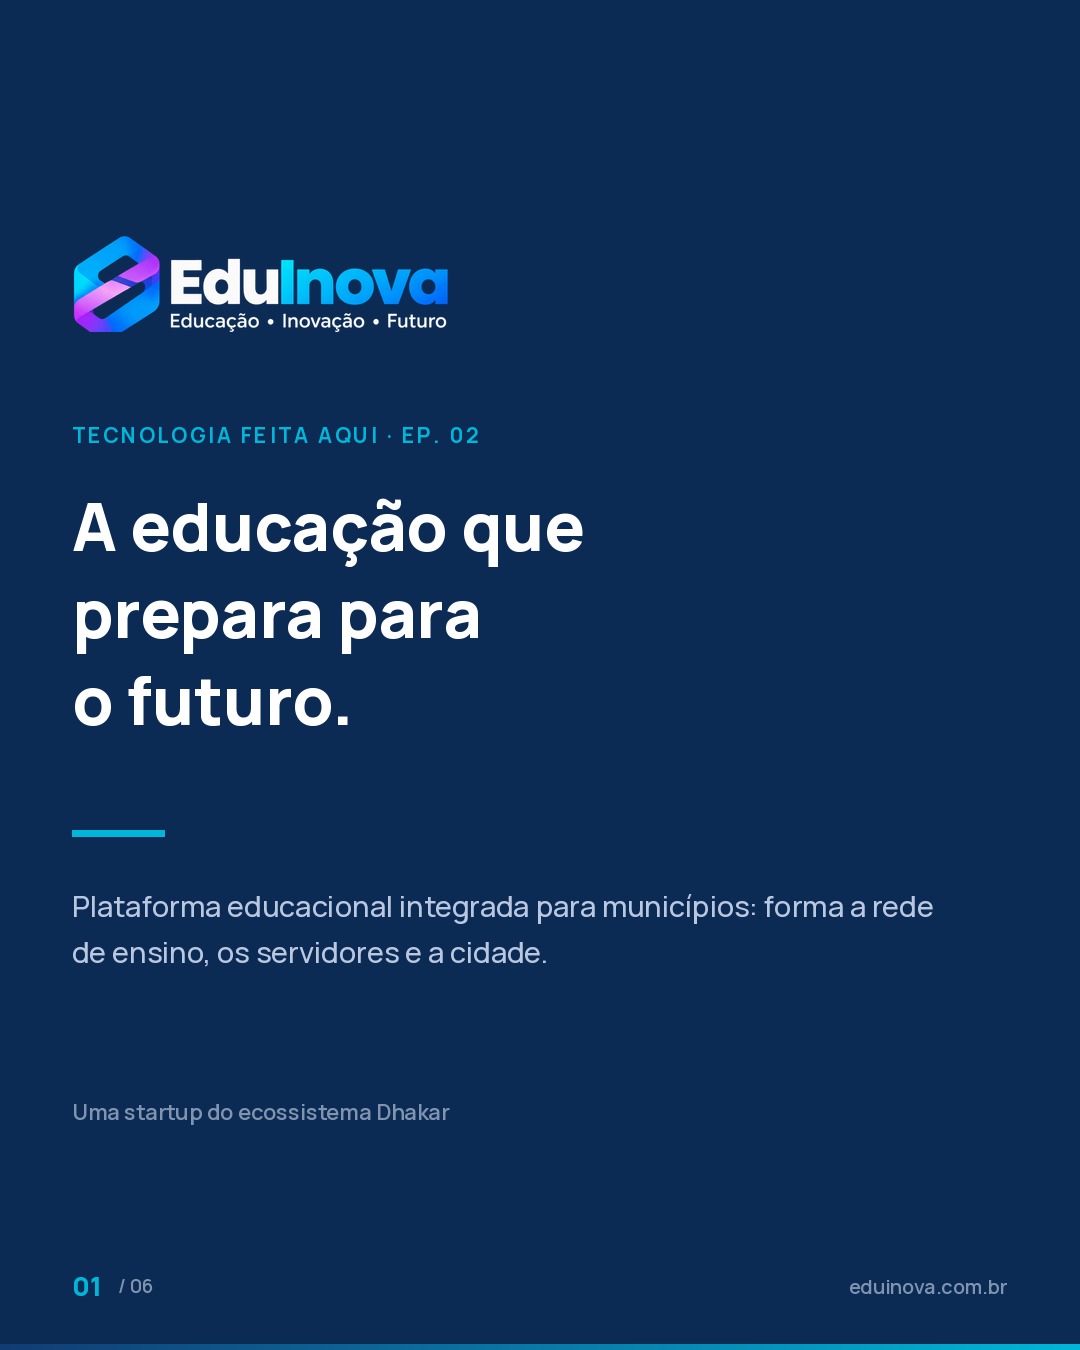 EduInova
Educação • Inovação • Futuro
TECNOLOGIA FEITA AQUI · EP. 02
A educação que
prepara para
o futuro.
Plataforma educacional integrada para municípios: forma a rede
de ensino, os servidores e a cidade.
Uma startup do ecossistema Dhakar
01 / 06
eduinova.com.br